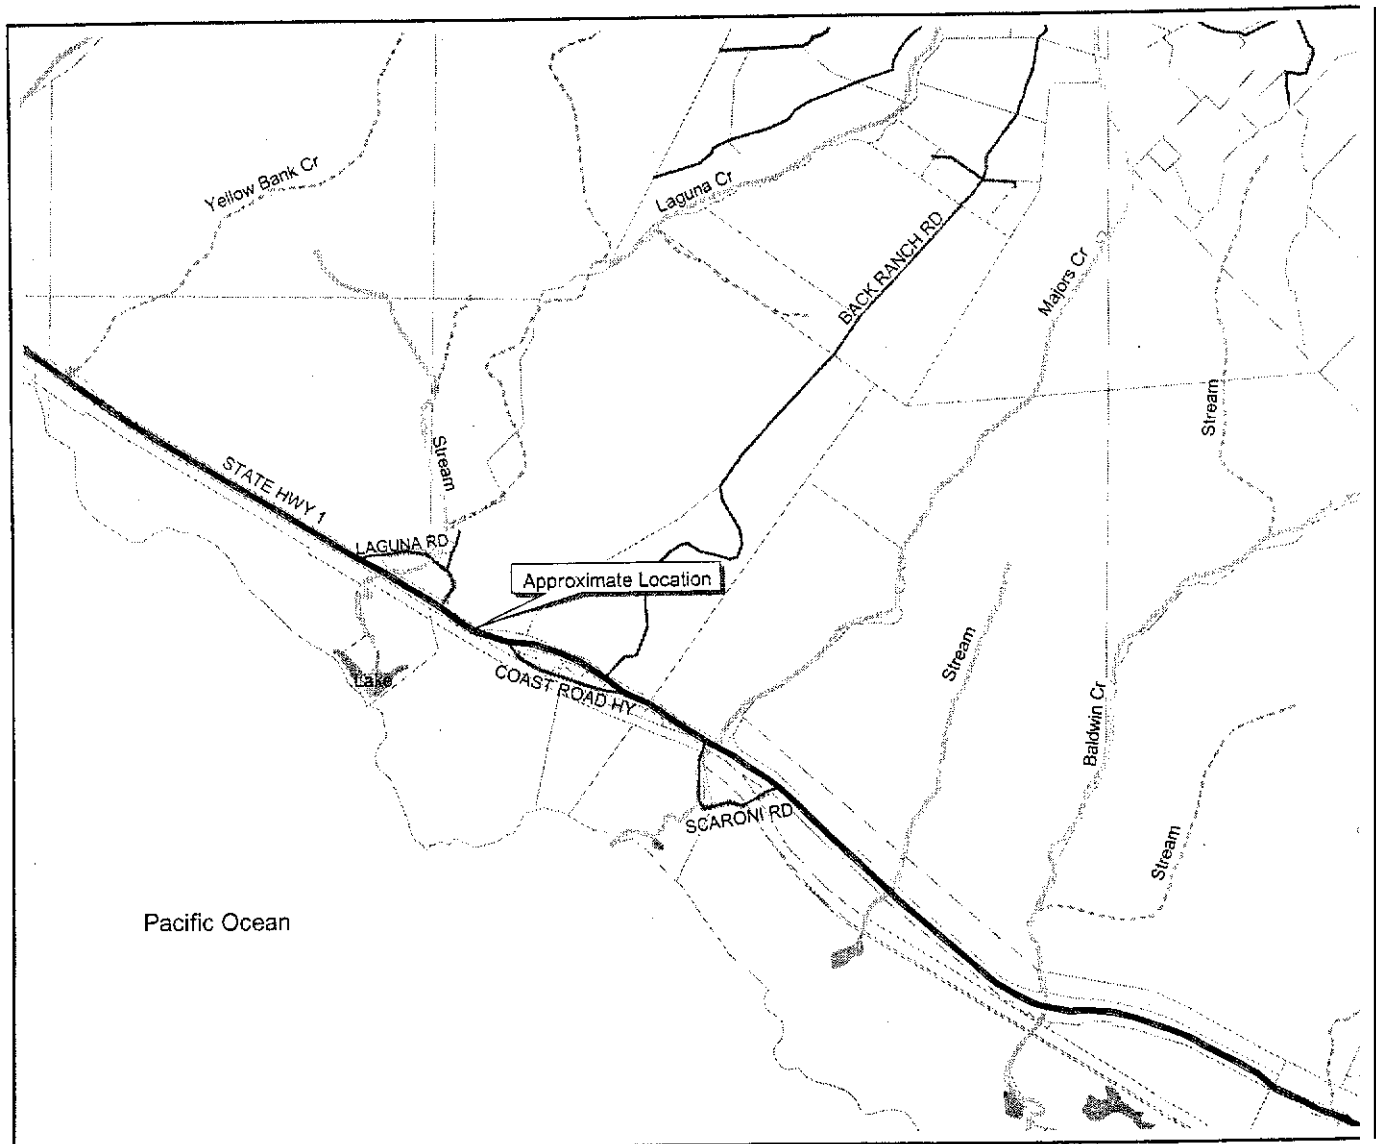 Yellow Bank Cr
Laguna Cr
BACK RANCH RD
Majors Cr
Stream
Stream
STATE HWY 1
LAGUNA RD
Approximate Location
Lake
COAST ROAD HY
Stream
Baldwin Cr
SCARONI RD
Stream
Pacific Ocean